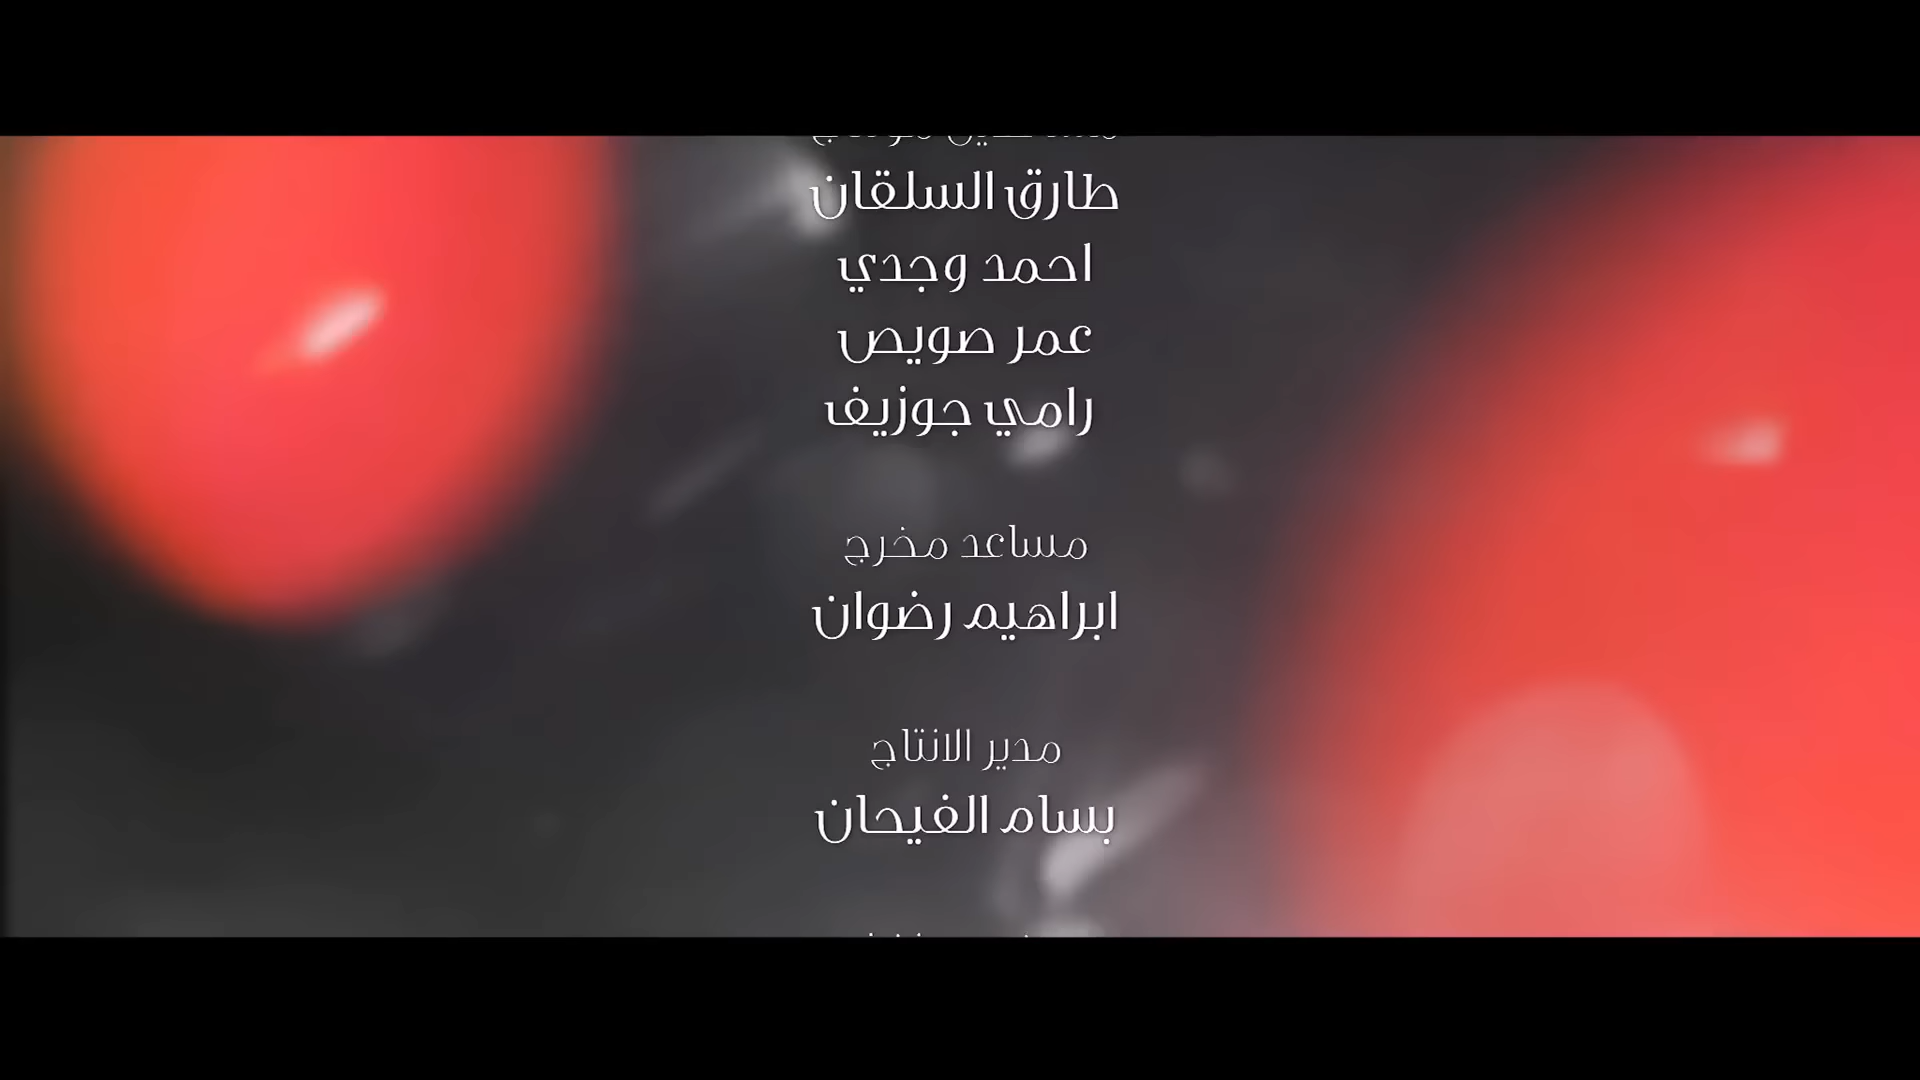 طارق السلقان
احمد وجدي
عمر صويص
رامي جوزيف
مساعد مخرج
ابراهيم رضوان
مدير الانتاج
بسام الفيحان